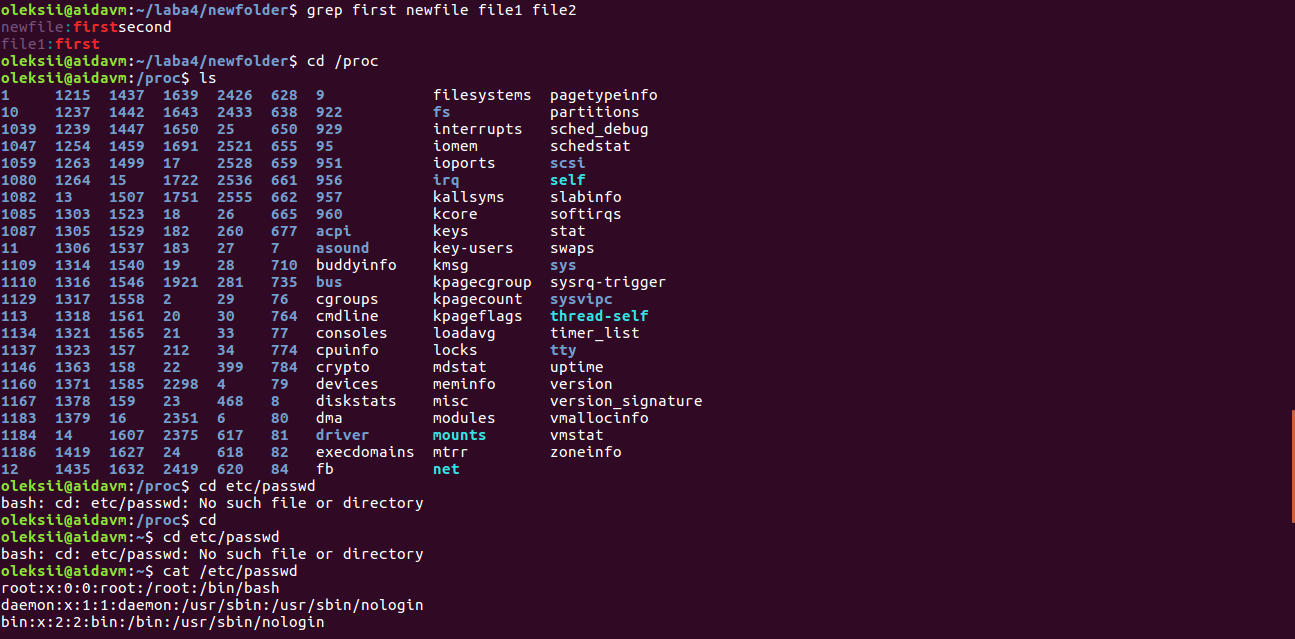 oleksii@aidavm:~/laba4/newfolder$ grep first newfile file1 file2
newfile:firstsecond
file1:first
oleksii@aidavm:~/laba4/newfolder$ cd /proc
oleksii@aidavm:/proc$ ls
1     1215  1437  1639  2426  628  9            filesystems  pagetypeinfo
10    1237  1442  1643  2433  638  922          fs           partitions
1039  1239  1447  1650  25    650  929          interrupts   sched_debug
1047  1254  1459  1691  2521  655  95           iomem        schedstat
1059  1263  1499  17    2528  659  951          ioports      scsi
1080  1264  15    1722  2536  661  956          irq          self
1082  13    1507  1751  2555  662  957          kallsyms     slabinfo
1085  1303  1523  18    26    665  960          kcore        softirqs
1087  1305  1529  182   260   677  acpi         keys         stat
11    1306  1537  183   27    7    asound       key-users    swaps
1109  1314  1540  19    28    710  buddyinfo    kmsg         sys
1110  1316  1546  1921  281   735  bus          kpagecgroup  sysrq-trigger
1129  1317  1558  2     29    76   cgroups      kpagecount   sysvipc
113   1318  1561  20    30    764  cmdline      kpageflags   thread-self
1134  1321  1565  21    33    77   consoles     loadavg      timer_list
1137  1323  157   212   34    774  cpuinfo      locks        tty
1146  1363  158   22    399   784  crypto       mdstat       uptime
1160  1371  1585  2298  4     79   devices      meminfo      version
1167  1378  159   23    468   8    diskstats    misc         version_signature
1183  1379  16    2351  6     80   dma          modules      vmallocinfo
1184  14    1607  2375  617   81   driver       mounts       vmstat
1186  1419  1627  24    618   82   execdomains  mtrr         zoneinfo
12    1435  1632  2419  620   84   fb           net
oleksii@aidavm:/proc$ cd etc/passwd
bash: cd: etc/passwd: No such file or directory
oleksii@aidavm:/proc$ cd
oleksii@aidavm:~$ cd etc/passwd
bash: cd: etc/passwd: No such file or directory
oleksii@aidavm:~$ cat /etc/passwd
root:x:0:0:root:/root:/bin/bash
daemon:x:1:1:daemon:/usr/sbin:/usr/sbin/nologin
bin:x:2:2:bin:/bin:/usr/sbin/nologin